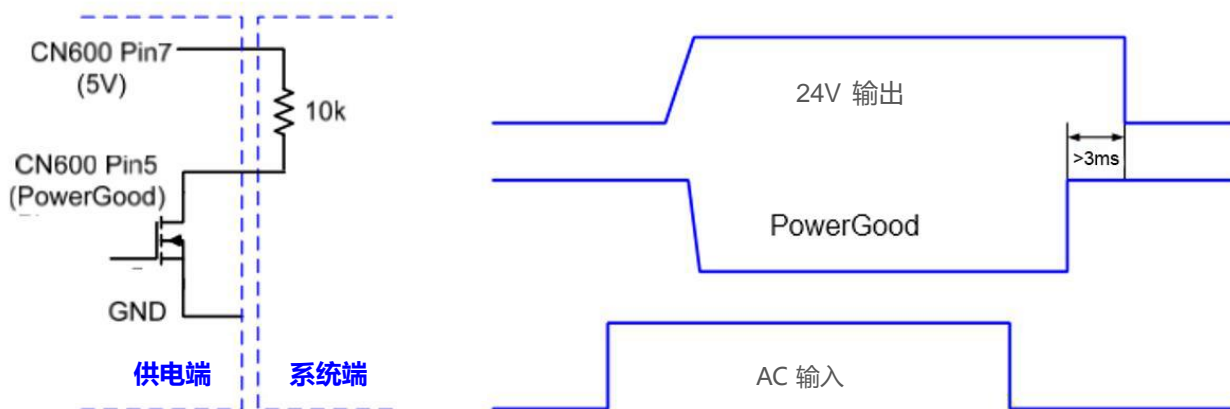 CN600 Pin7
(5V)
10k
CN600 Pin5
(PowerGood)
GND
供电端
系统端
24V 输出
>3ms
PowerGood
AC 输入